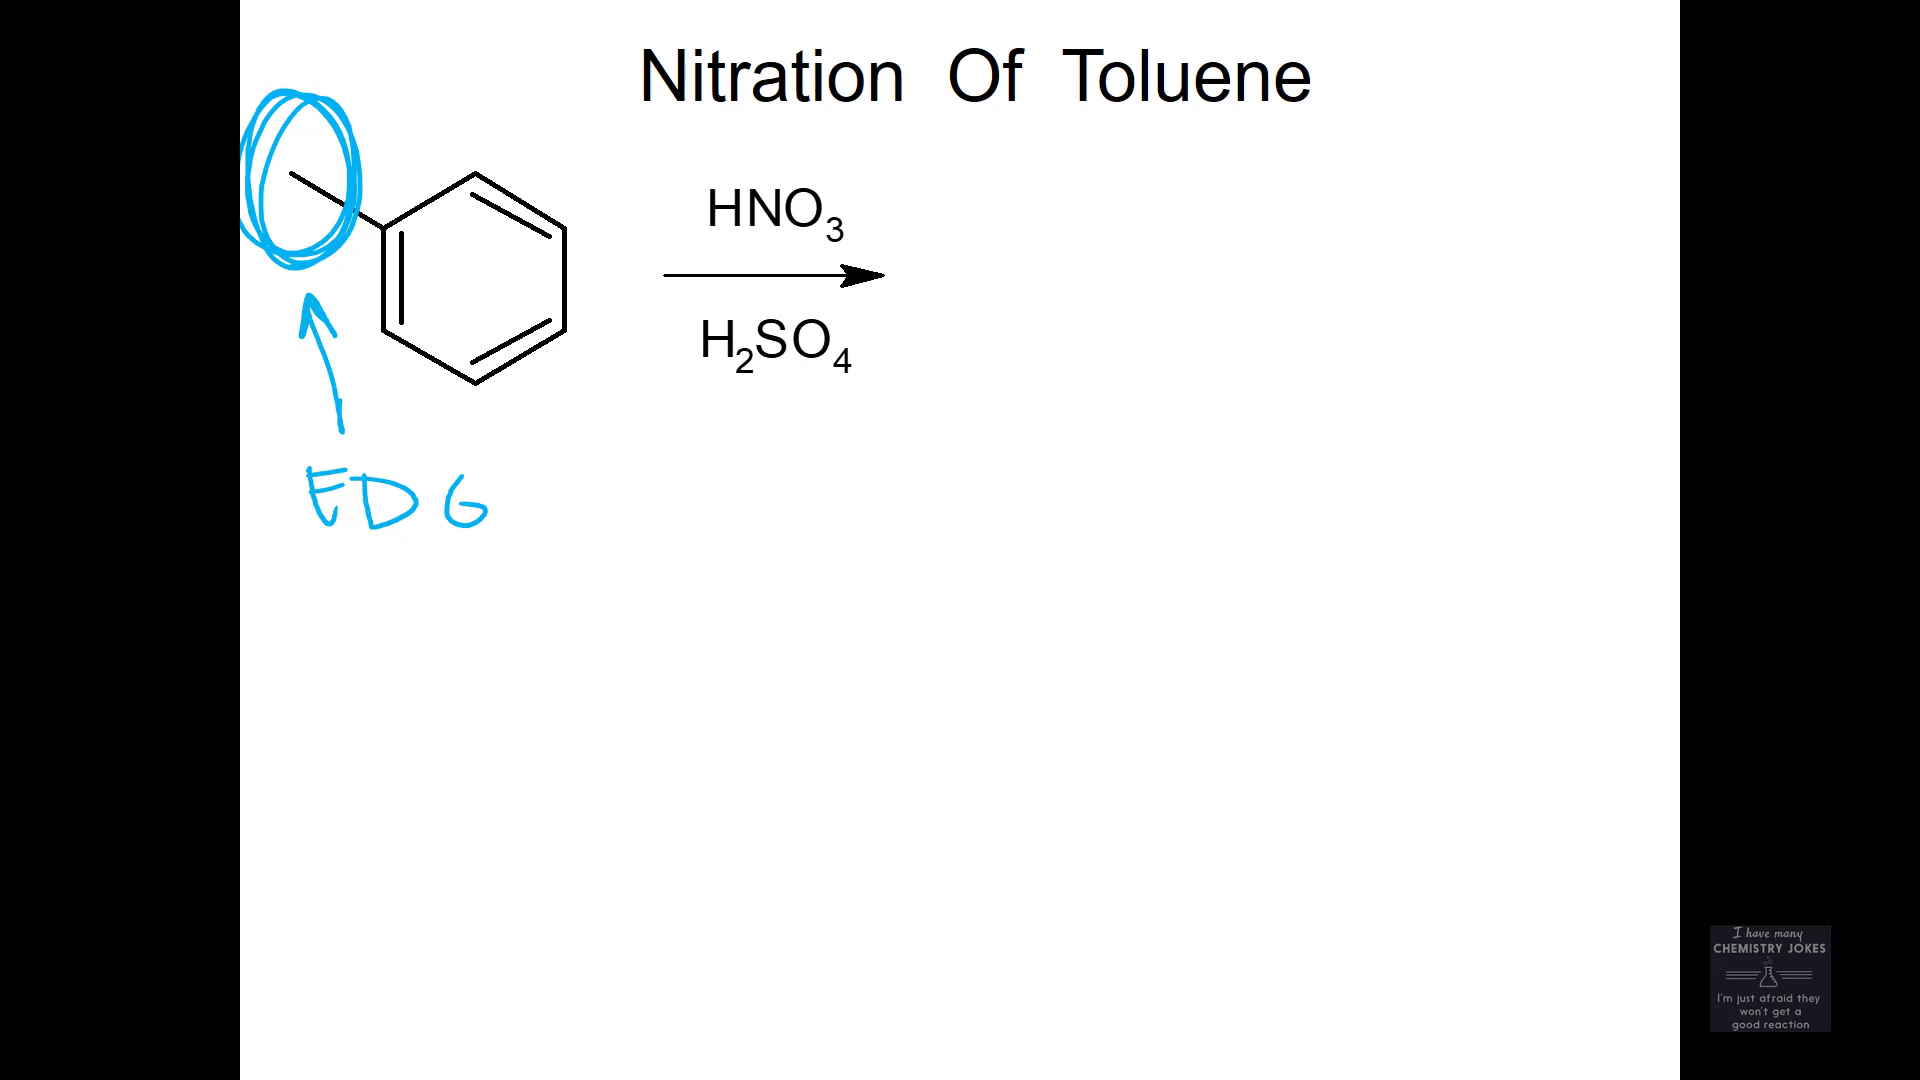 Nitration Of Toluene
HNO₃
H₂SO₄
EDG
I have many
CHEMISTRY JOKES
I'm just afraid they
won't get a
good reaction